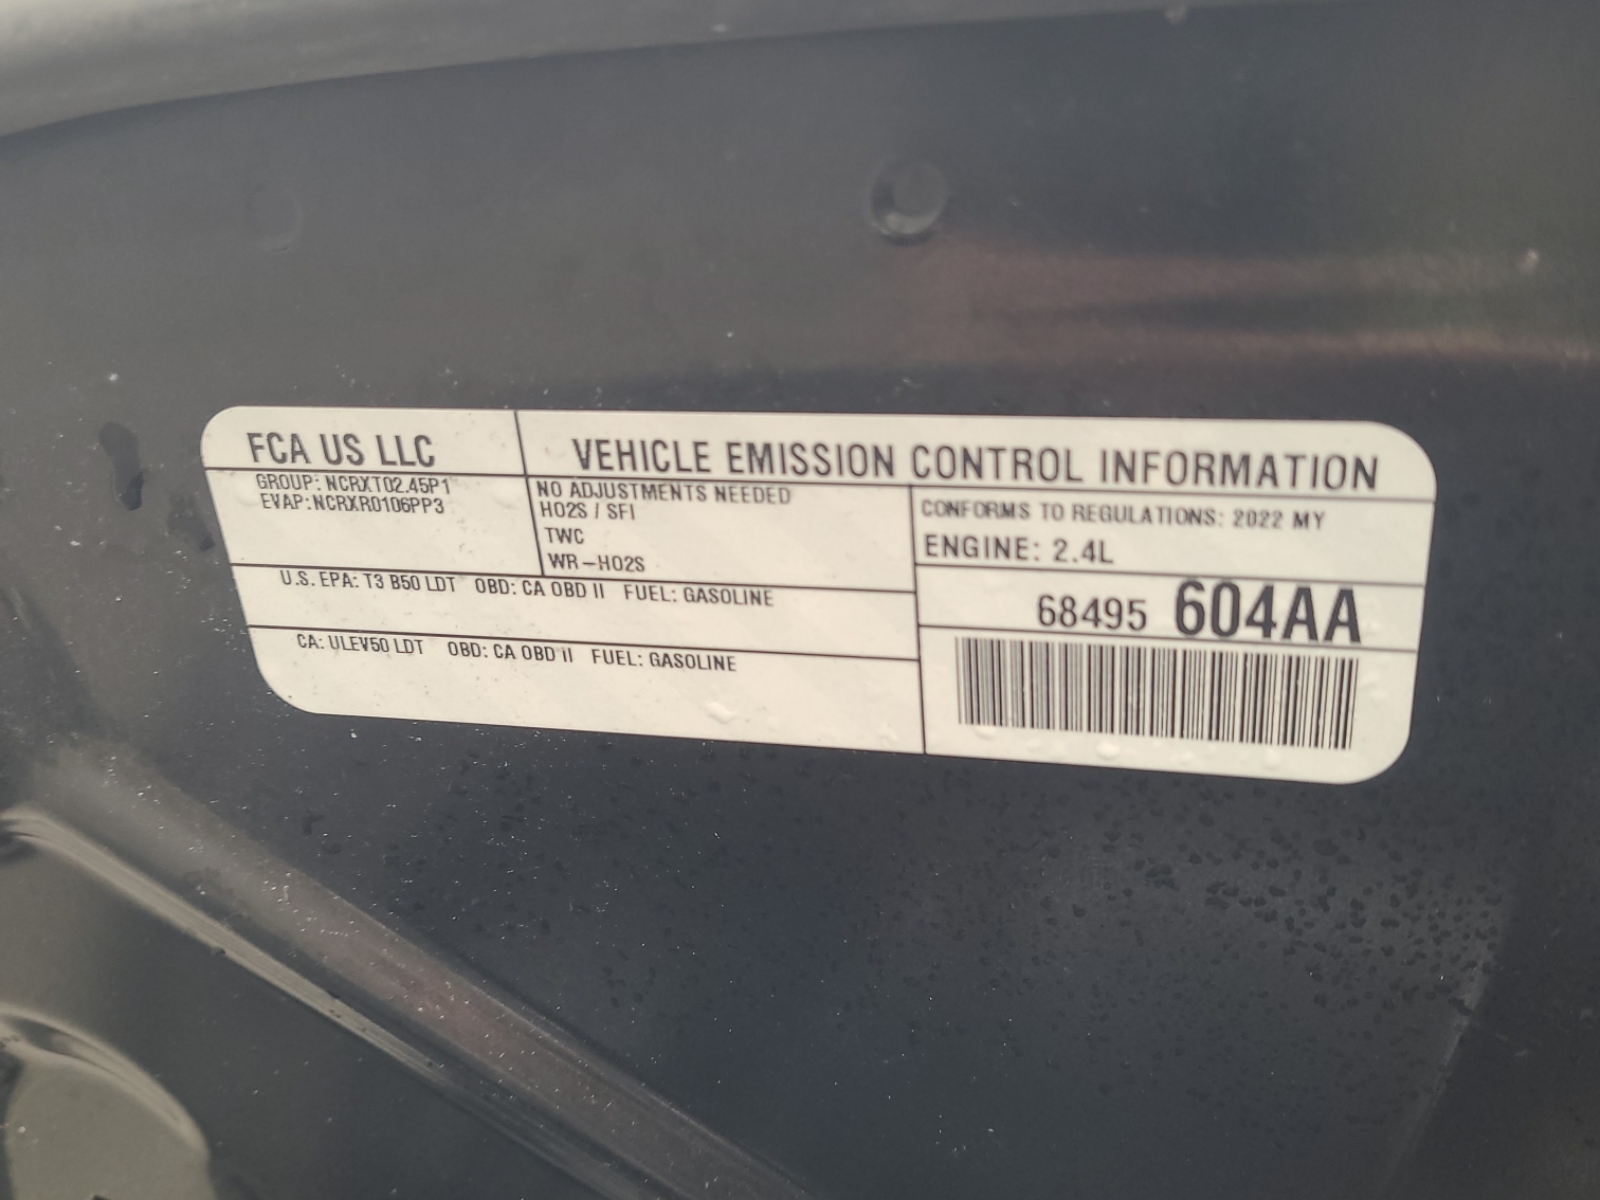 FCA US LLC
VEHICLE EMISSION CONTROL INFORMATION
GROUP: NCRXT02.45P1
EVAP:NCRXR0106PP3
NO ADJUSTMENTS NEEDED
HO2S / SFI
TWC
WR-HO2S
CONFORMS TO REGULATIONS: 2022 MY
ENGINE: 2.4L
U.S. EPA: T3 B50 LDT OBD: CA OBD II FUEL: GASOLINE
68495 604AA
CA: ULEV50 LDT OBD: CA OBD II FUEL: GASOLINE